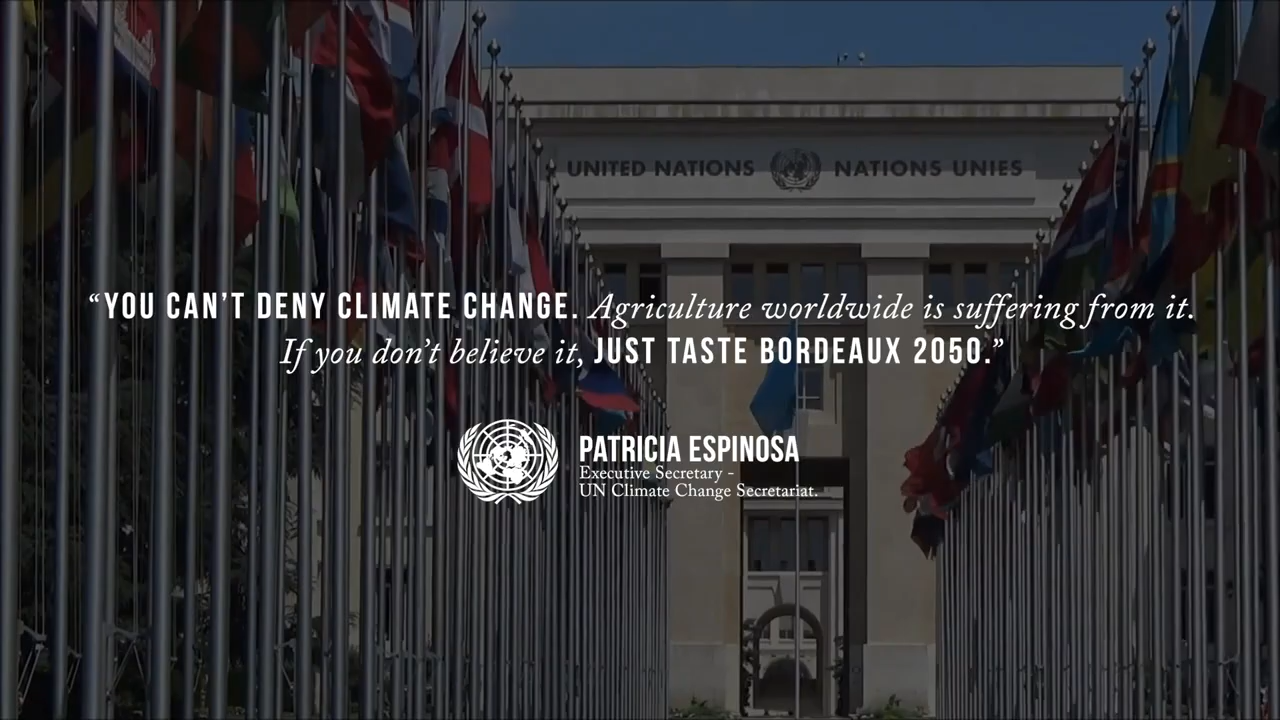 UNITED NATIONS NATIONS UNIES
“YOU CAN’T DENY CLIMATE CHANGE. Agriculture worldwide is suffering from it.
If you don’t believe it, JUST TASTE BORDEAUX 2050.”
PATRICIA ESPINOSA
Executive Secretary -
UN Climate Change Secretariat.